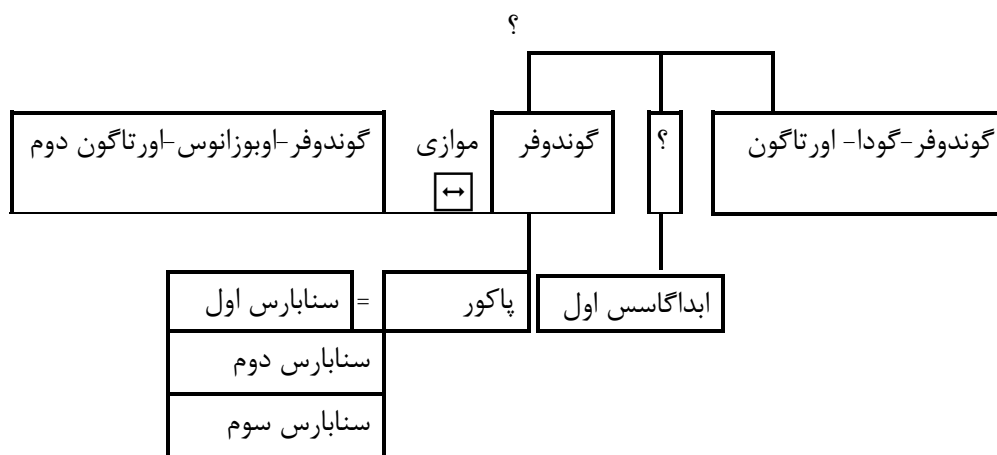 ؟
گوندوفر-گودا- اورتاگون ؟ گوندوفر موازی گوندوفر-اوبوزانوس-اورتاگون دوم
↔
ابداگاسس اول پاکور = سنابارس اول
سنابارس دوم
سنابارس سوم